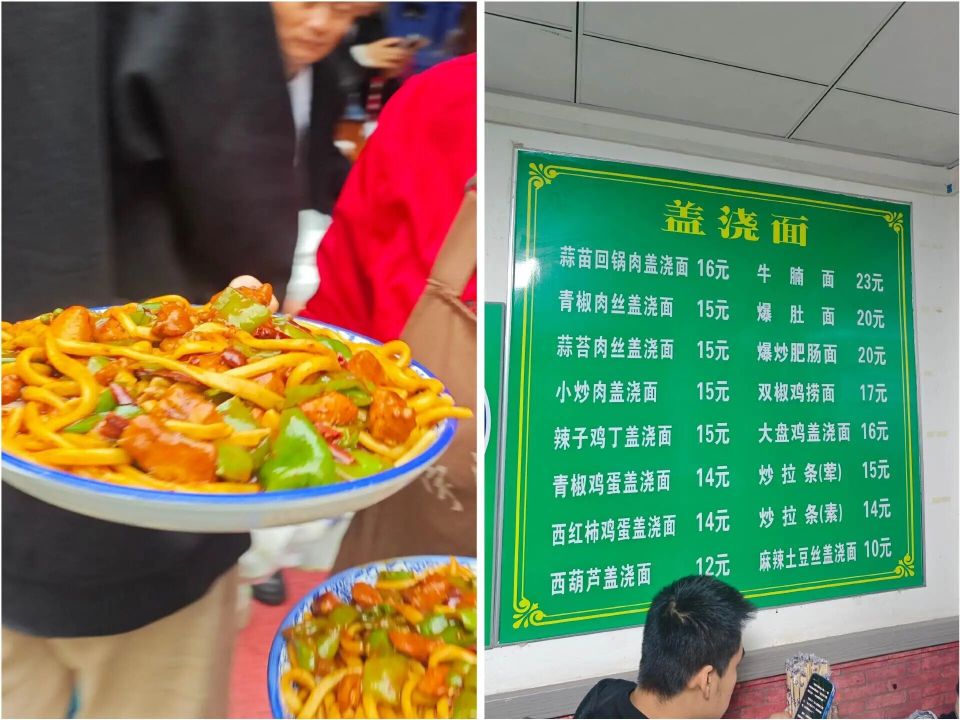 盖浇面
蒜苗回锅肉盖浇面 16元
青椒肉丝盖浇面 15元
蒜苔肉丝盖浇面 15元
小炒肉盖浇面 15元
辣子鸡丁盖浇面 15元
青椒鸡蛋盖浇面 14元
西红柿鸡蛋盖浇面 14元
西葫芦盖浇面 12元
牛腩面 23元
爆肚面 20元
爆炒肥肠面 20元
双椒鸡捞面 17元
大盘鸡盖浇面 16元
炒拉条(荤) 15元
炒拉条(素) 14元
麻辣土豆丝盖浇面 10元